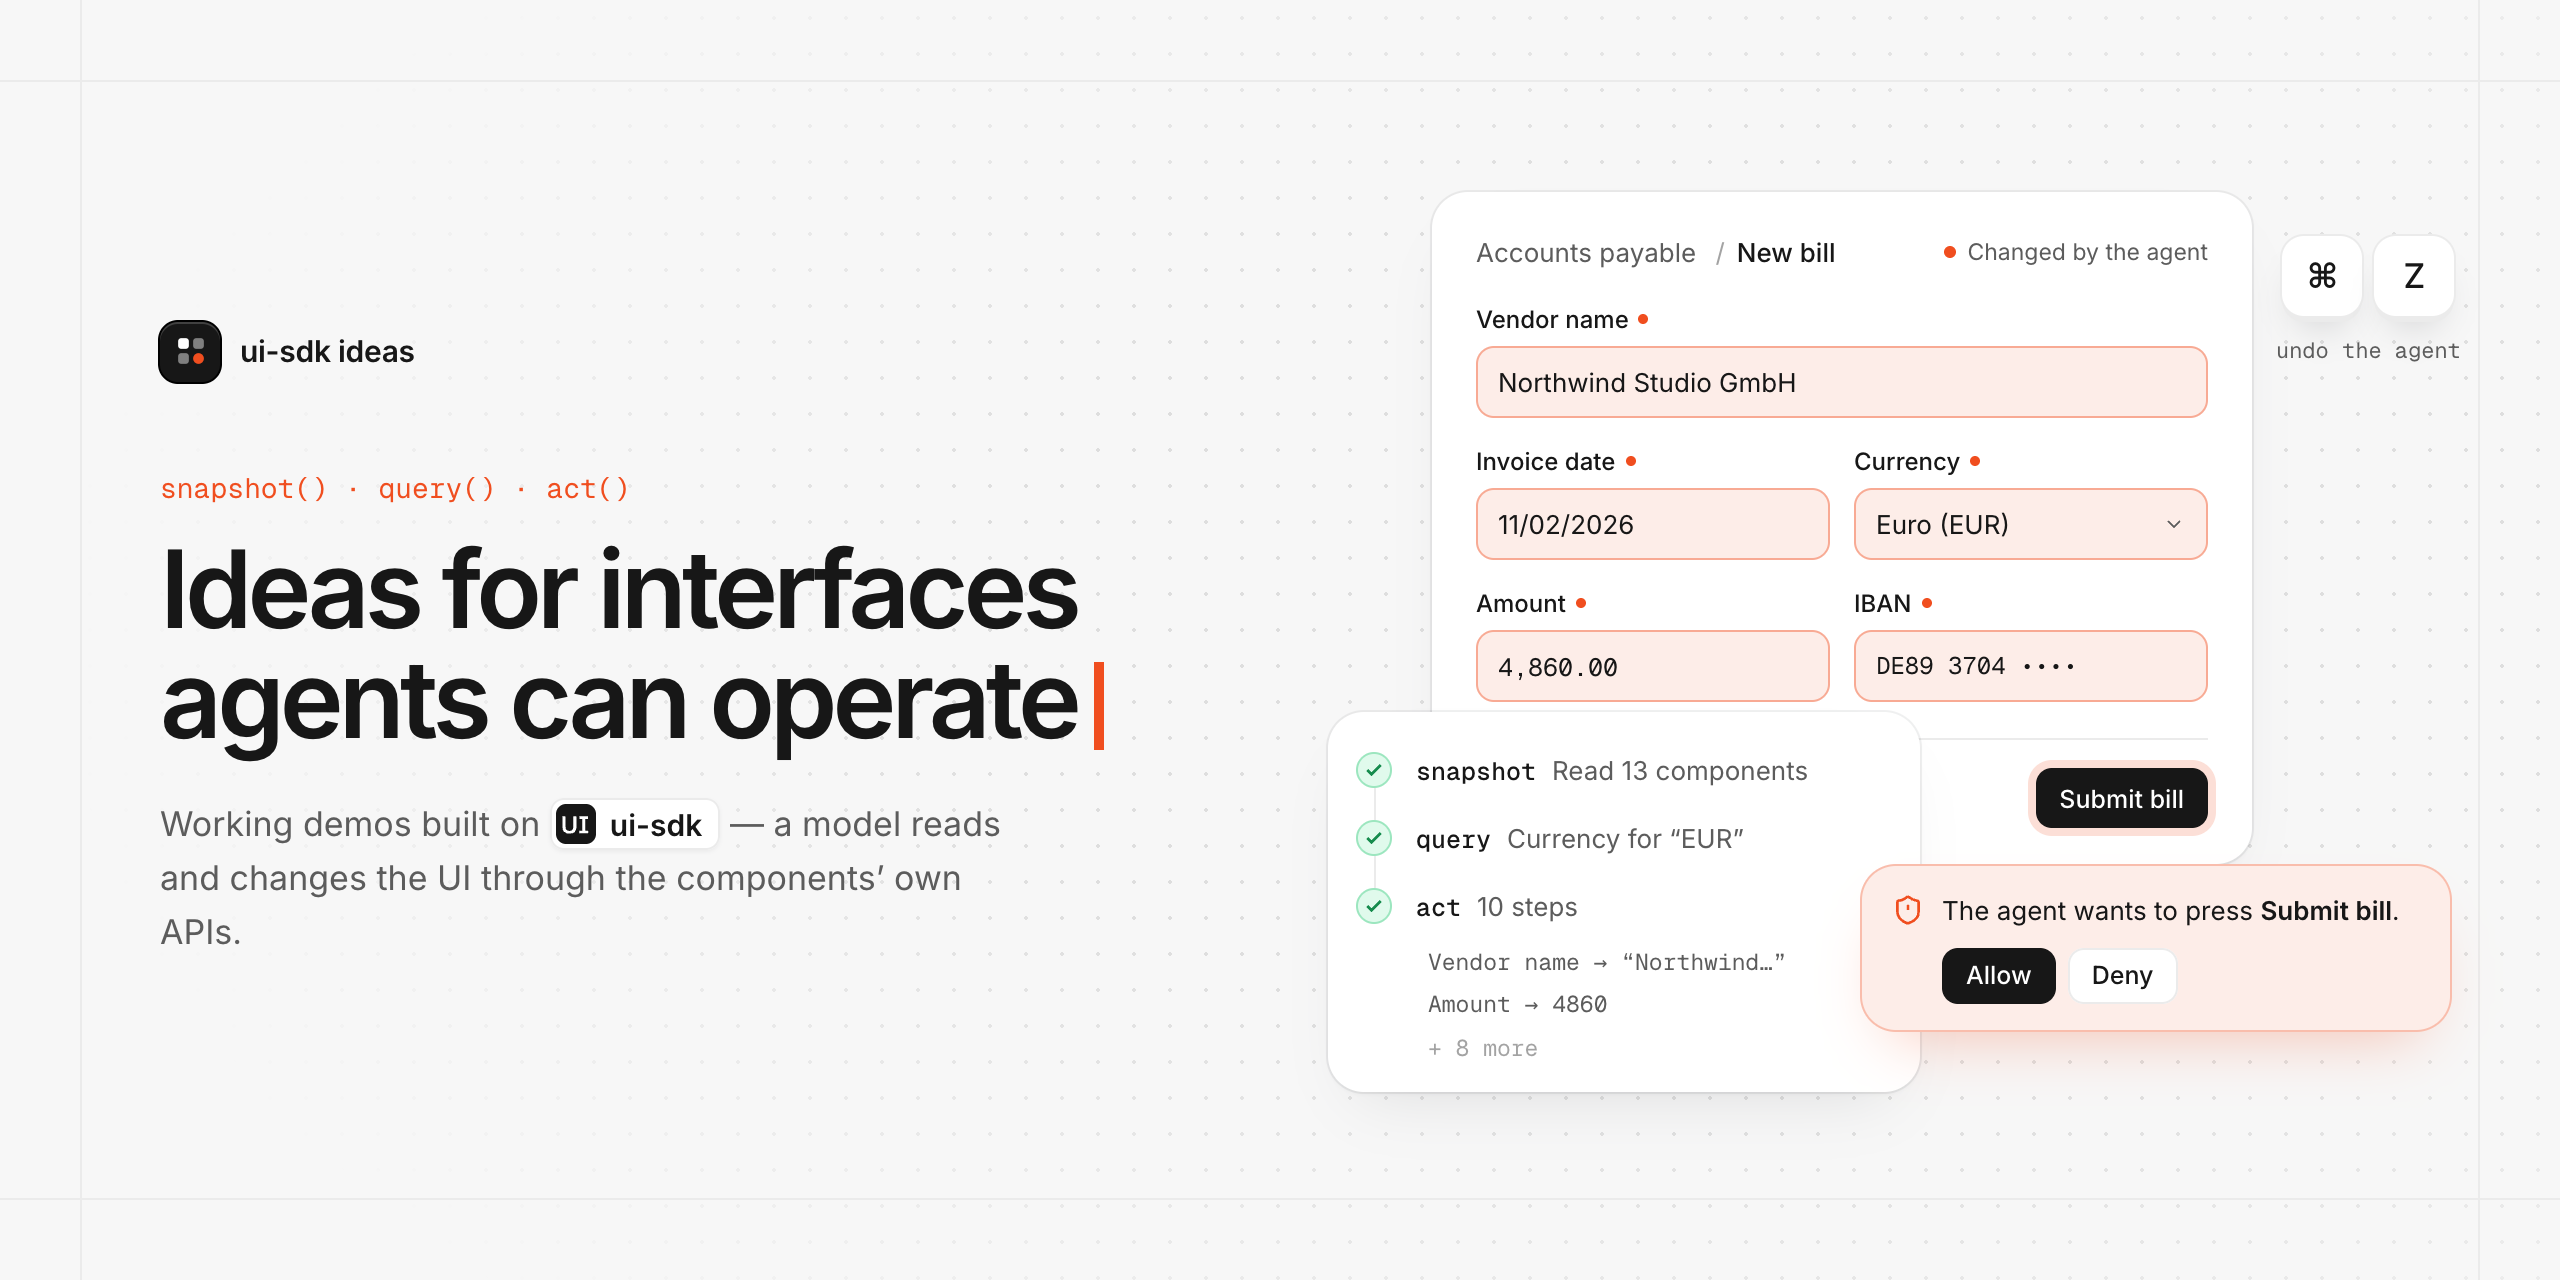 ui-sdk ideas
snapshot() · query() · act()
Ideas for interfaces
agents can operate
Working demos built on UI ui-sdk — a model reads
and changes the UI through the components’ own
APIs.
Accounts payable / New bill
Changed by the agent
Vendor name
Northwind Studio GmbH
Invoice date
11/02/2026
Currency
Euro (EUR)
Amount
4,860.00
IBAN
DE89 3704 ••••
Submit bill
⌘ Z
undo the agent
snapshot Read 13 components
query Currency for “EUR”
act 10 steps
Vendor name → “Northwind…”
Amount → 4860
+ 8 more
The agent wants to press Submit bill.
Allow
Deny